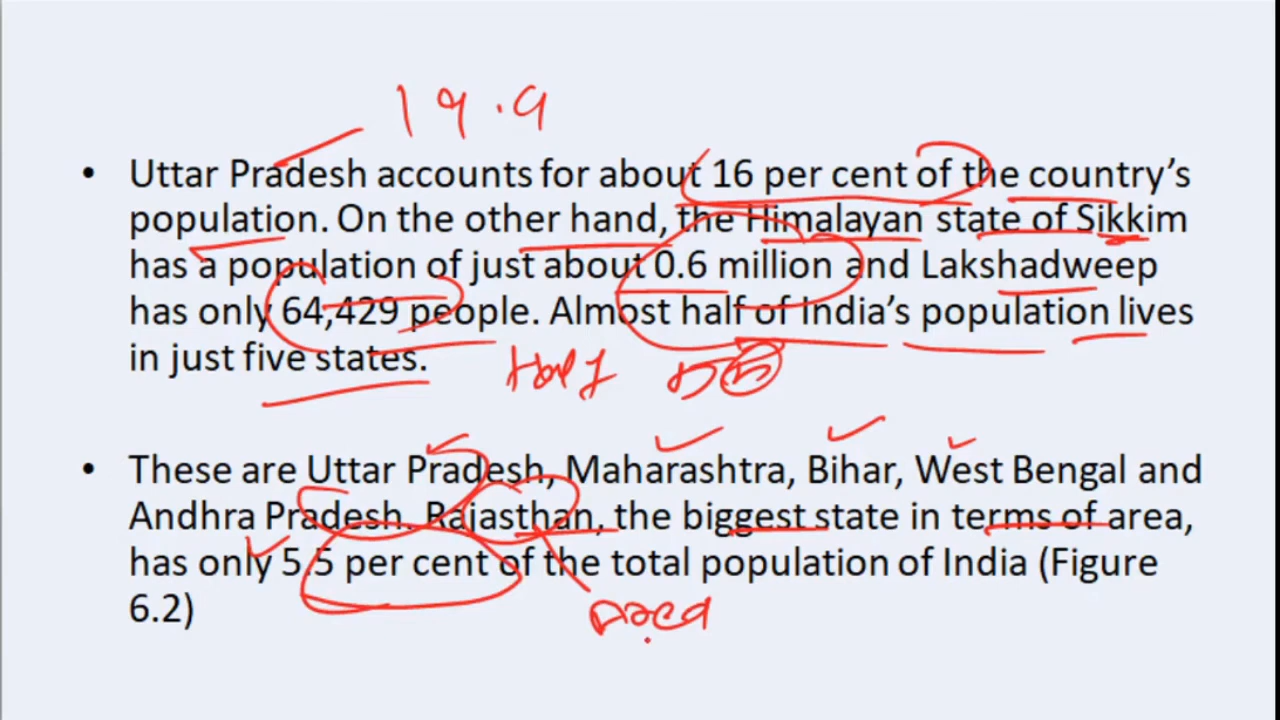 19.9
• Uttar Pradesh accounts for about 16 per cent of the country's
population. On the other hand, the Himalayan state of Sikkim
has a population of just about 0.6 million and Lakshadweep
has only 64,429 people. Almost half of India's population lives
in just five states.
Half
• These are Uttar Pradesh, Maharashtra, Bihar, West Bengal and
Andhra Pradesh. Rajasthan, the biggest state in terms of area,
has only 5.5 per cent of the total population of India (Figure
6.2)
Area